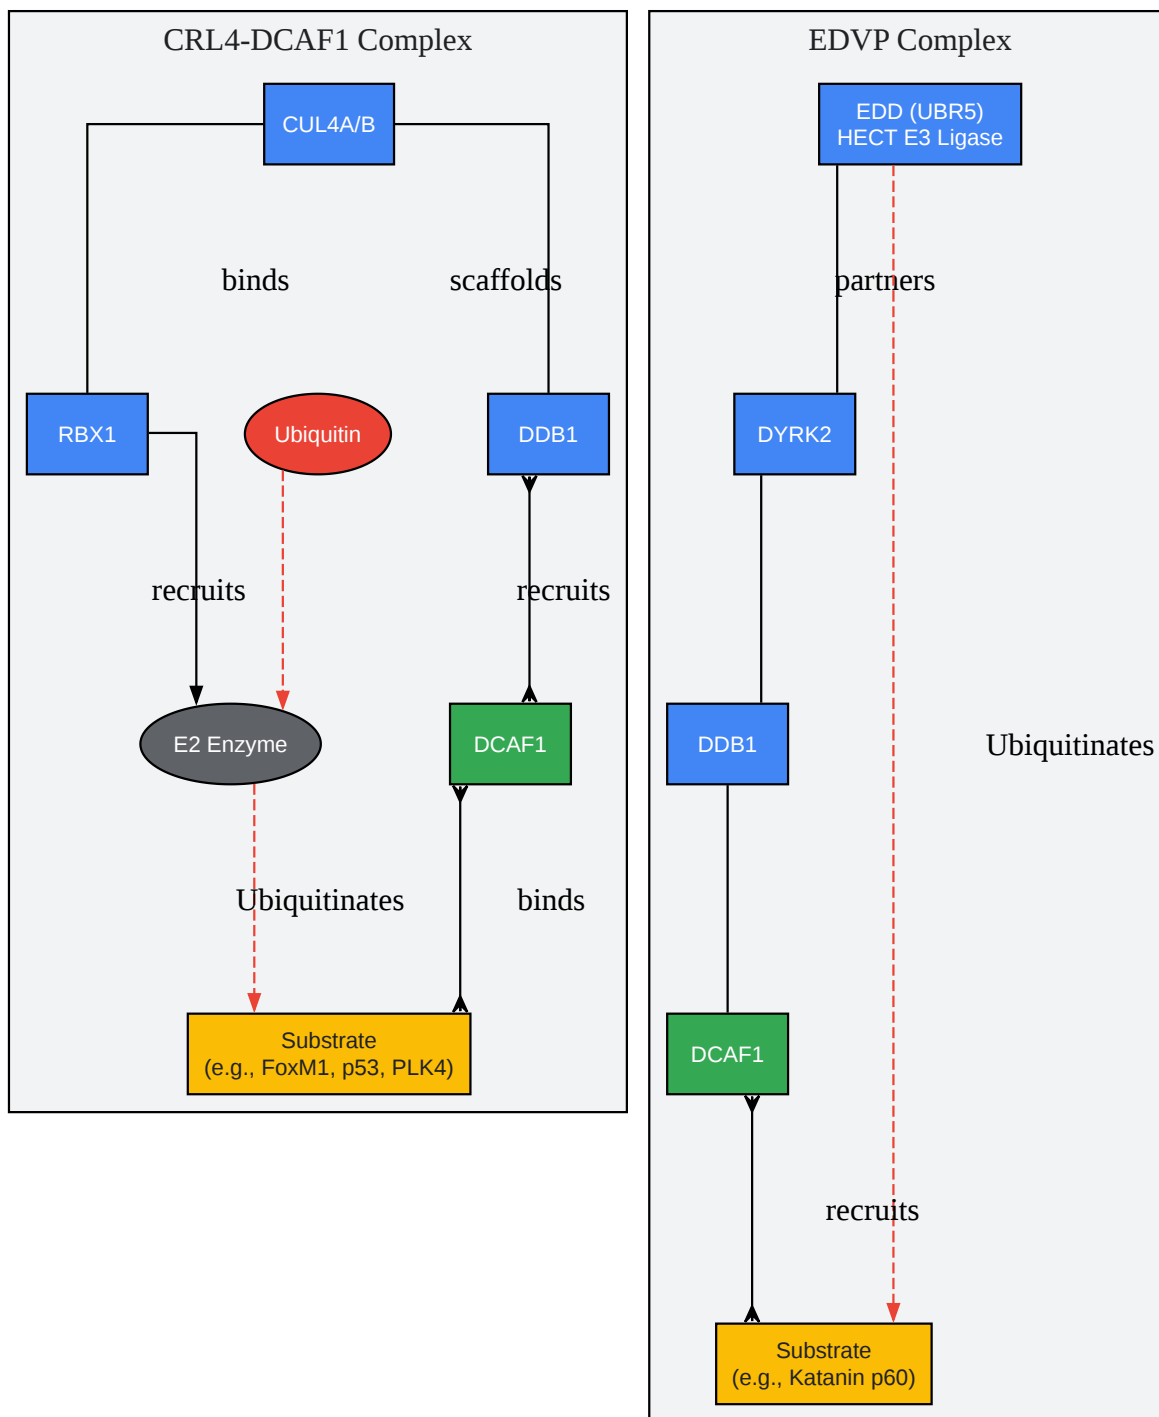 CRL4-DCAF1 Complex
CUL4A/B
binds
scaffolds
RBX1
Ubiquitin
DDB1
recruits
recruits
E2 Enzyme
DCAF1
Ubiquitinates
binds
Substrate
(e.g., FoxM1, p53, PLK4)
EDVP Complex
EDD (UBR5)
HECT E3 Ligase
partners
DYRK2
DDB1
Ubiquitinates
DCAF1
recruits
Substrate
(e.g., Katanin p60)